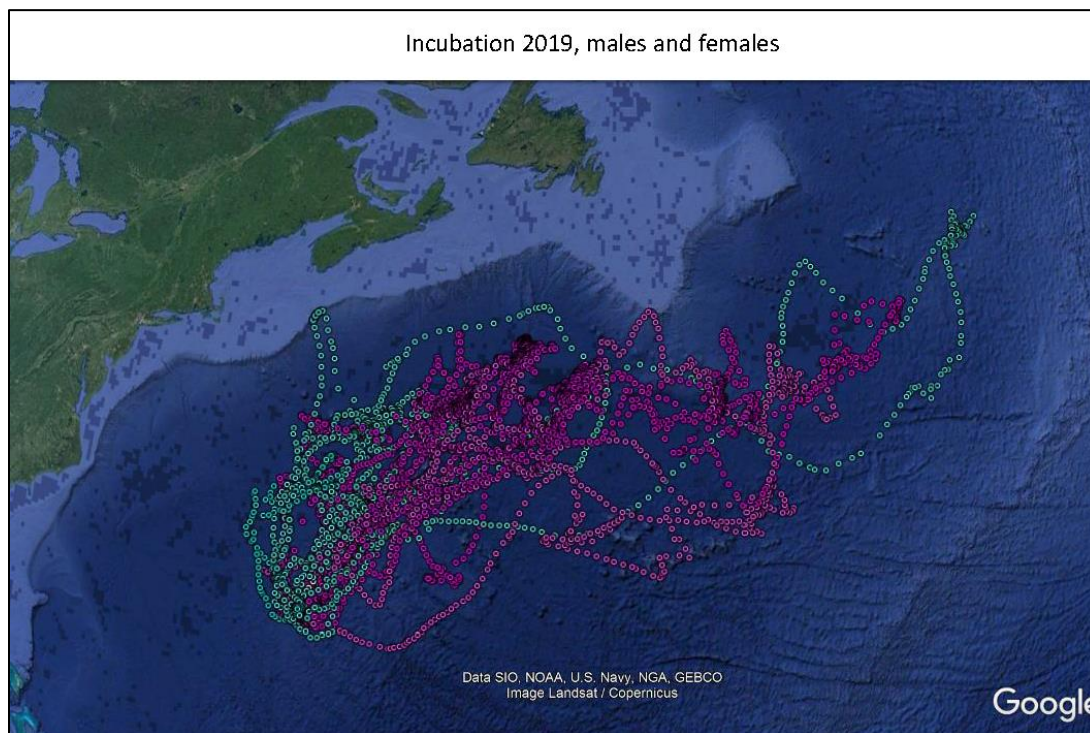 Incubation 2019, males and females
Data SIO, NOAA, U.S. Navy, NGA, GEBCO
Image Landsat / Copernicus
Google